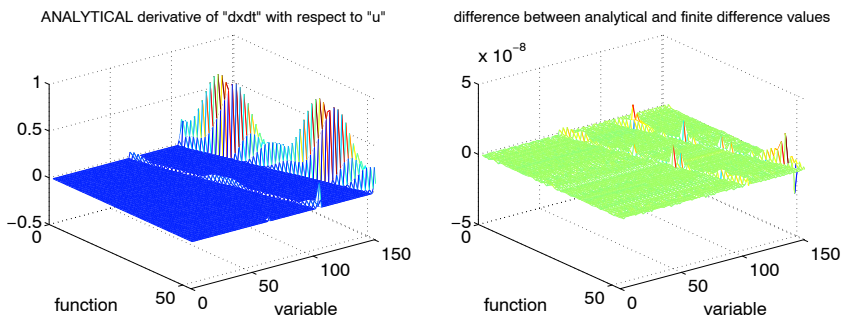 ANALYTICAL derivative of "dxdt" with respect to "u"
1
0.5
0
−0.5
0
50
function
0
50
100
150
variable
difference between analytical and finite difference values
x 10^-8
5
0
−5
0
50
function
0
50
100
150
variable